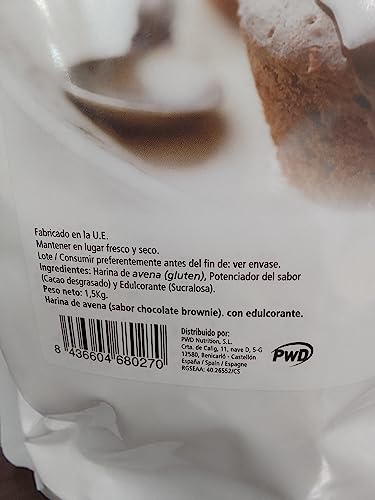 Fabricado en la U.E.
Mantener en lugar fresco y seco.
Lote / Consumir preferentemente antes del fin de: ver envase.
Ingredientes: Harina de avena (gluten), Potenciador del sabor
(Cacao desgrasado) y Edulcorante (Sucralosa).
Peso neto: 1,5Kg.
Harina de avena (sabor chocolate brownie). con edulcorante.
8 436604 680270
Distribuido por:
PWD Nutrition, S.L.
Crta. de Calig, 11, nave D, 5-G
12580, Benicarló - Castellón
España / Spain / Espagne
RGSEAA: 40.26552/CS
PWD